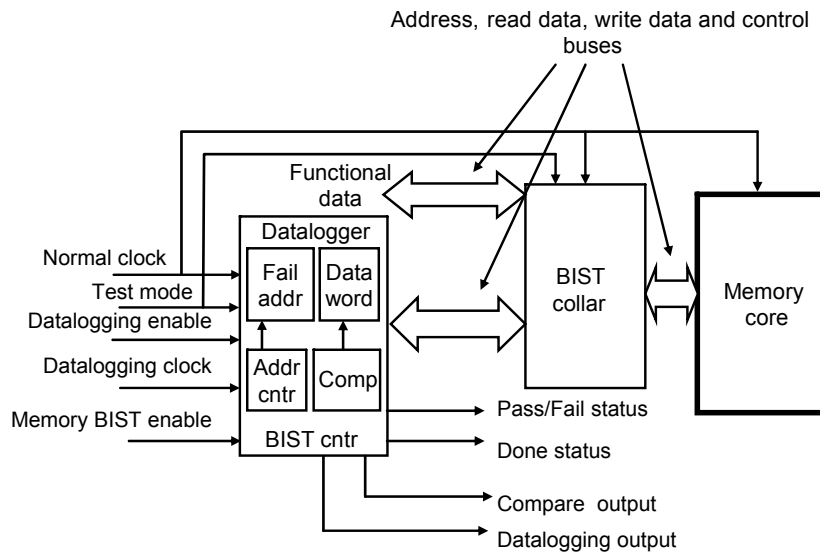 Address, read data, write data and control
buses
Functional
data
Datalogger
Normal clock
Fail
addr
Data
word
BIST
collar
Memory
core
Test mode
Datalogging enable
Datalogging clock
Addr
cntr
Comp
Memory BIST enable
BIST cntr
Pass/Fail status
Done status
Compare output
Datalogging output